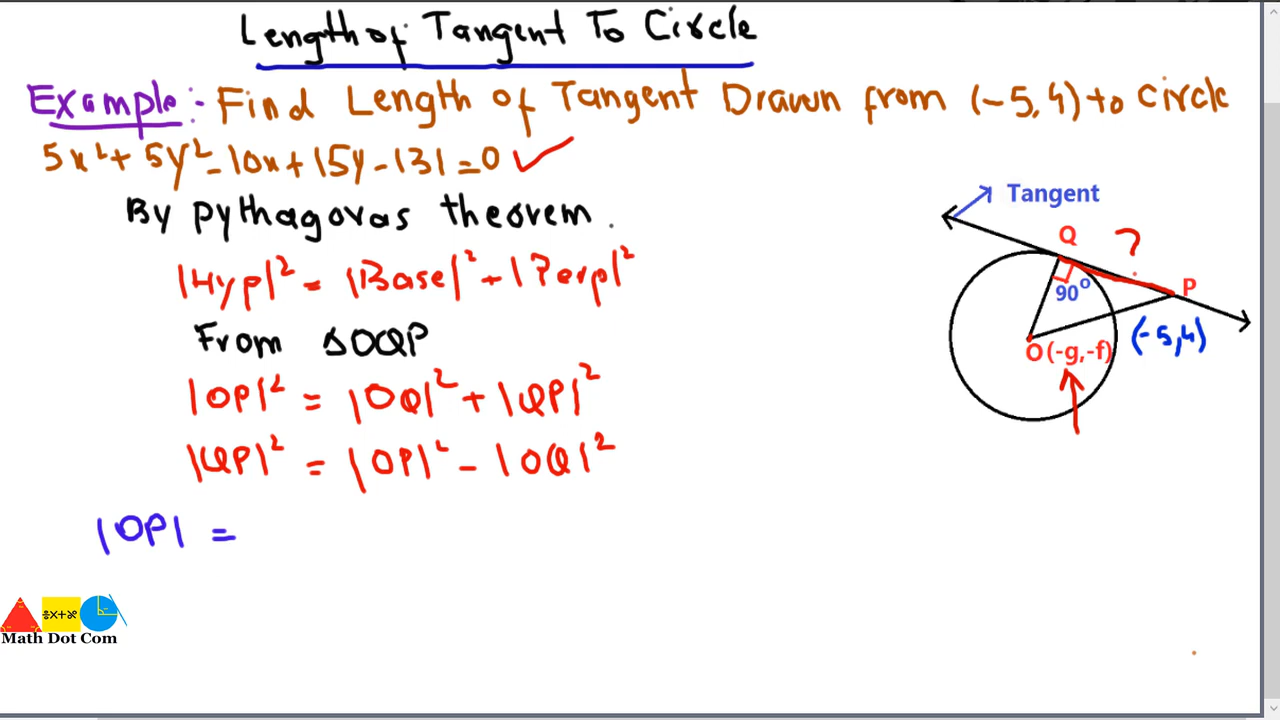 Length of Tangent To Circle
Example:- Find Length of Tangent Drawn from (-5,4) to circle
5x²+5y²-10x+15y-131=0 ✓
By pythagoras theorem.
|Hyp|² = |Base|² + |Perp|²
From ΔOQP
|OP|² = |OQ|² + |QP|²
|QP|² = |OP|² - |OQ|²
|OP| =
Tangent
Q
?
90°
P
O(-g,-f)
(-5,4)
Math Dot Com